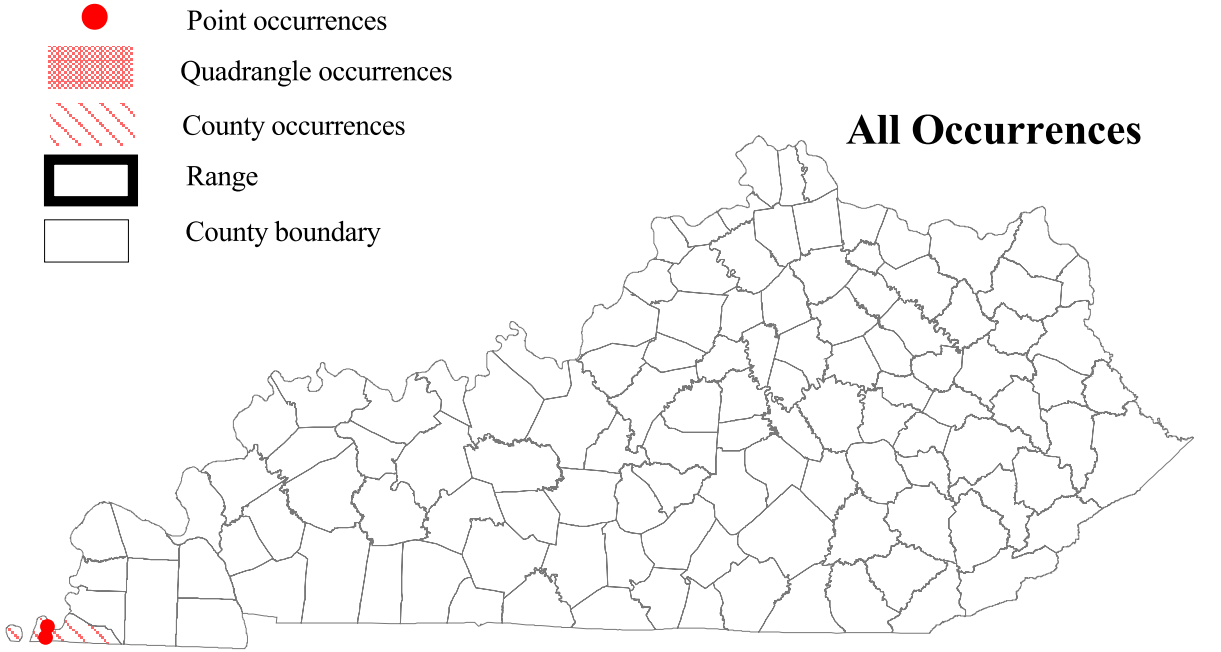 Point occurrences
Quadrangle occurrences
County occurrences
All Occurrences
Range
County boundary